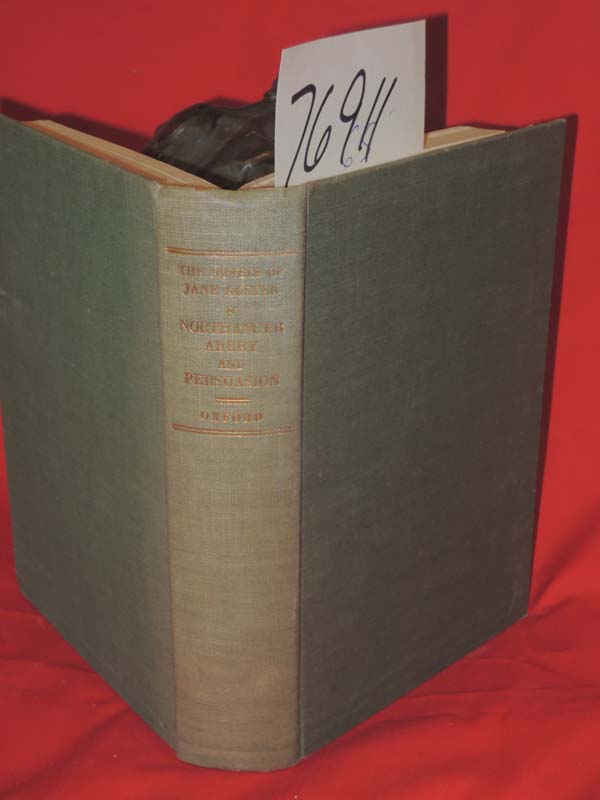 7694
THE NOVELS OF
JANE AUSTEN
V
NORTHANGER
ABBEY
AND
PERSUASION
OXFORD